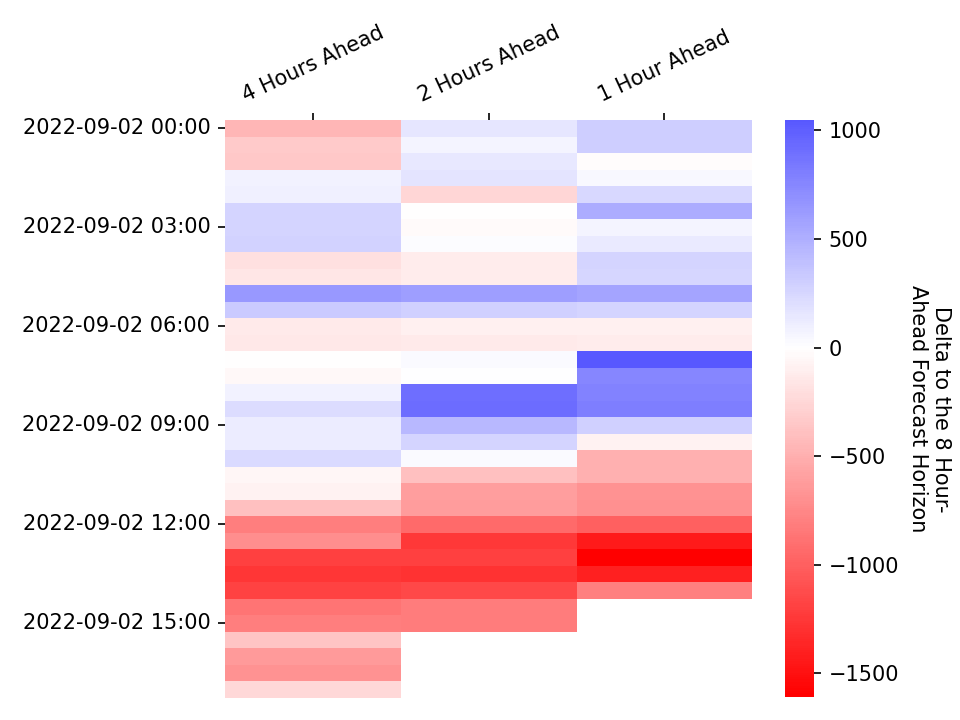 4 Hours Ahead
2 Hours Ahead
1 Hour Ahead
2022-09-02 00:00
2022-09-02 03:00
2022-09-02 06:00
2022-09-02 09:00
2022-09-02 12:00
2022-09-02 15:00
1000
500
0
−500
−1000
−1500
Delta to the 8 Hour-
Ahead Forecast Horizon